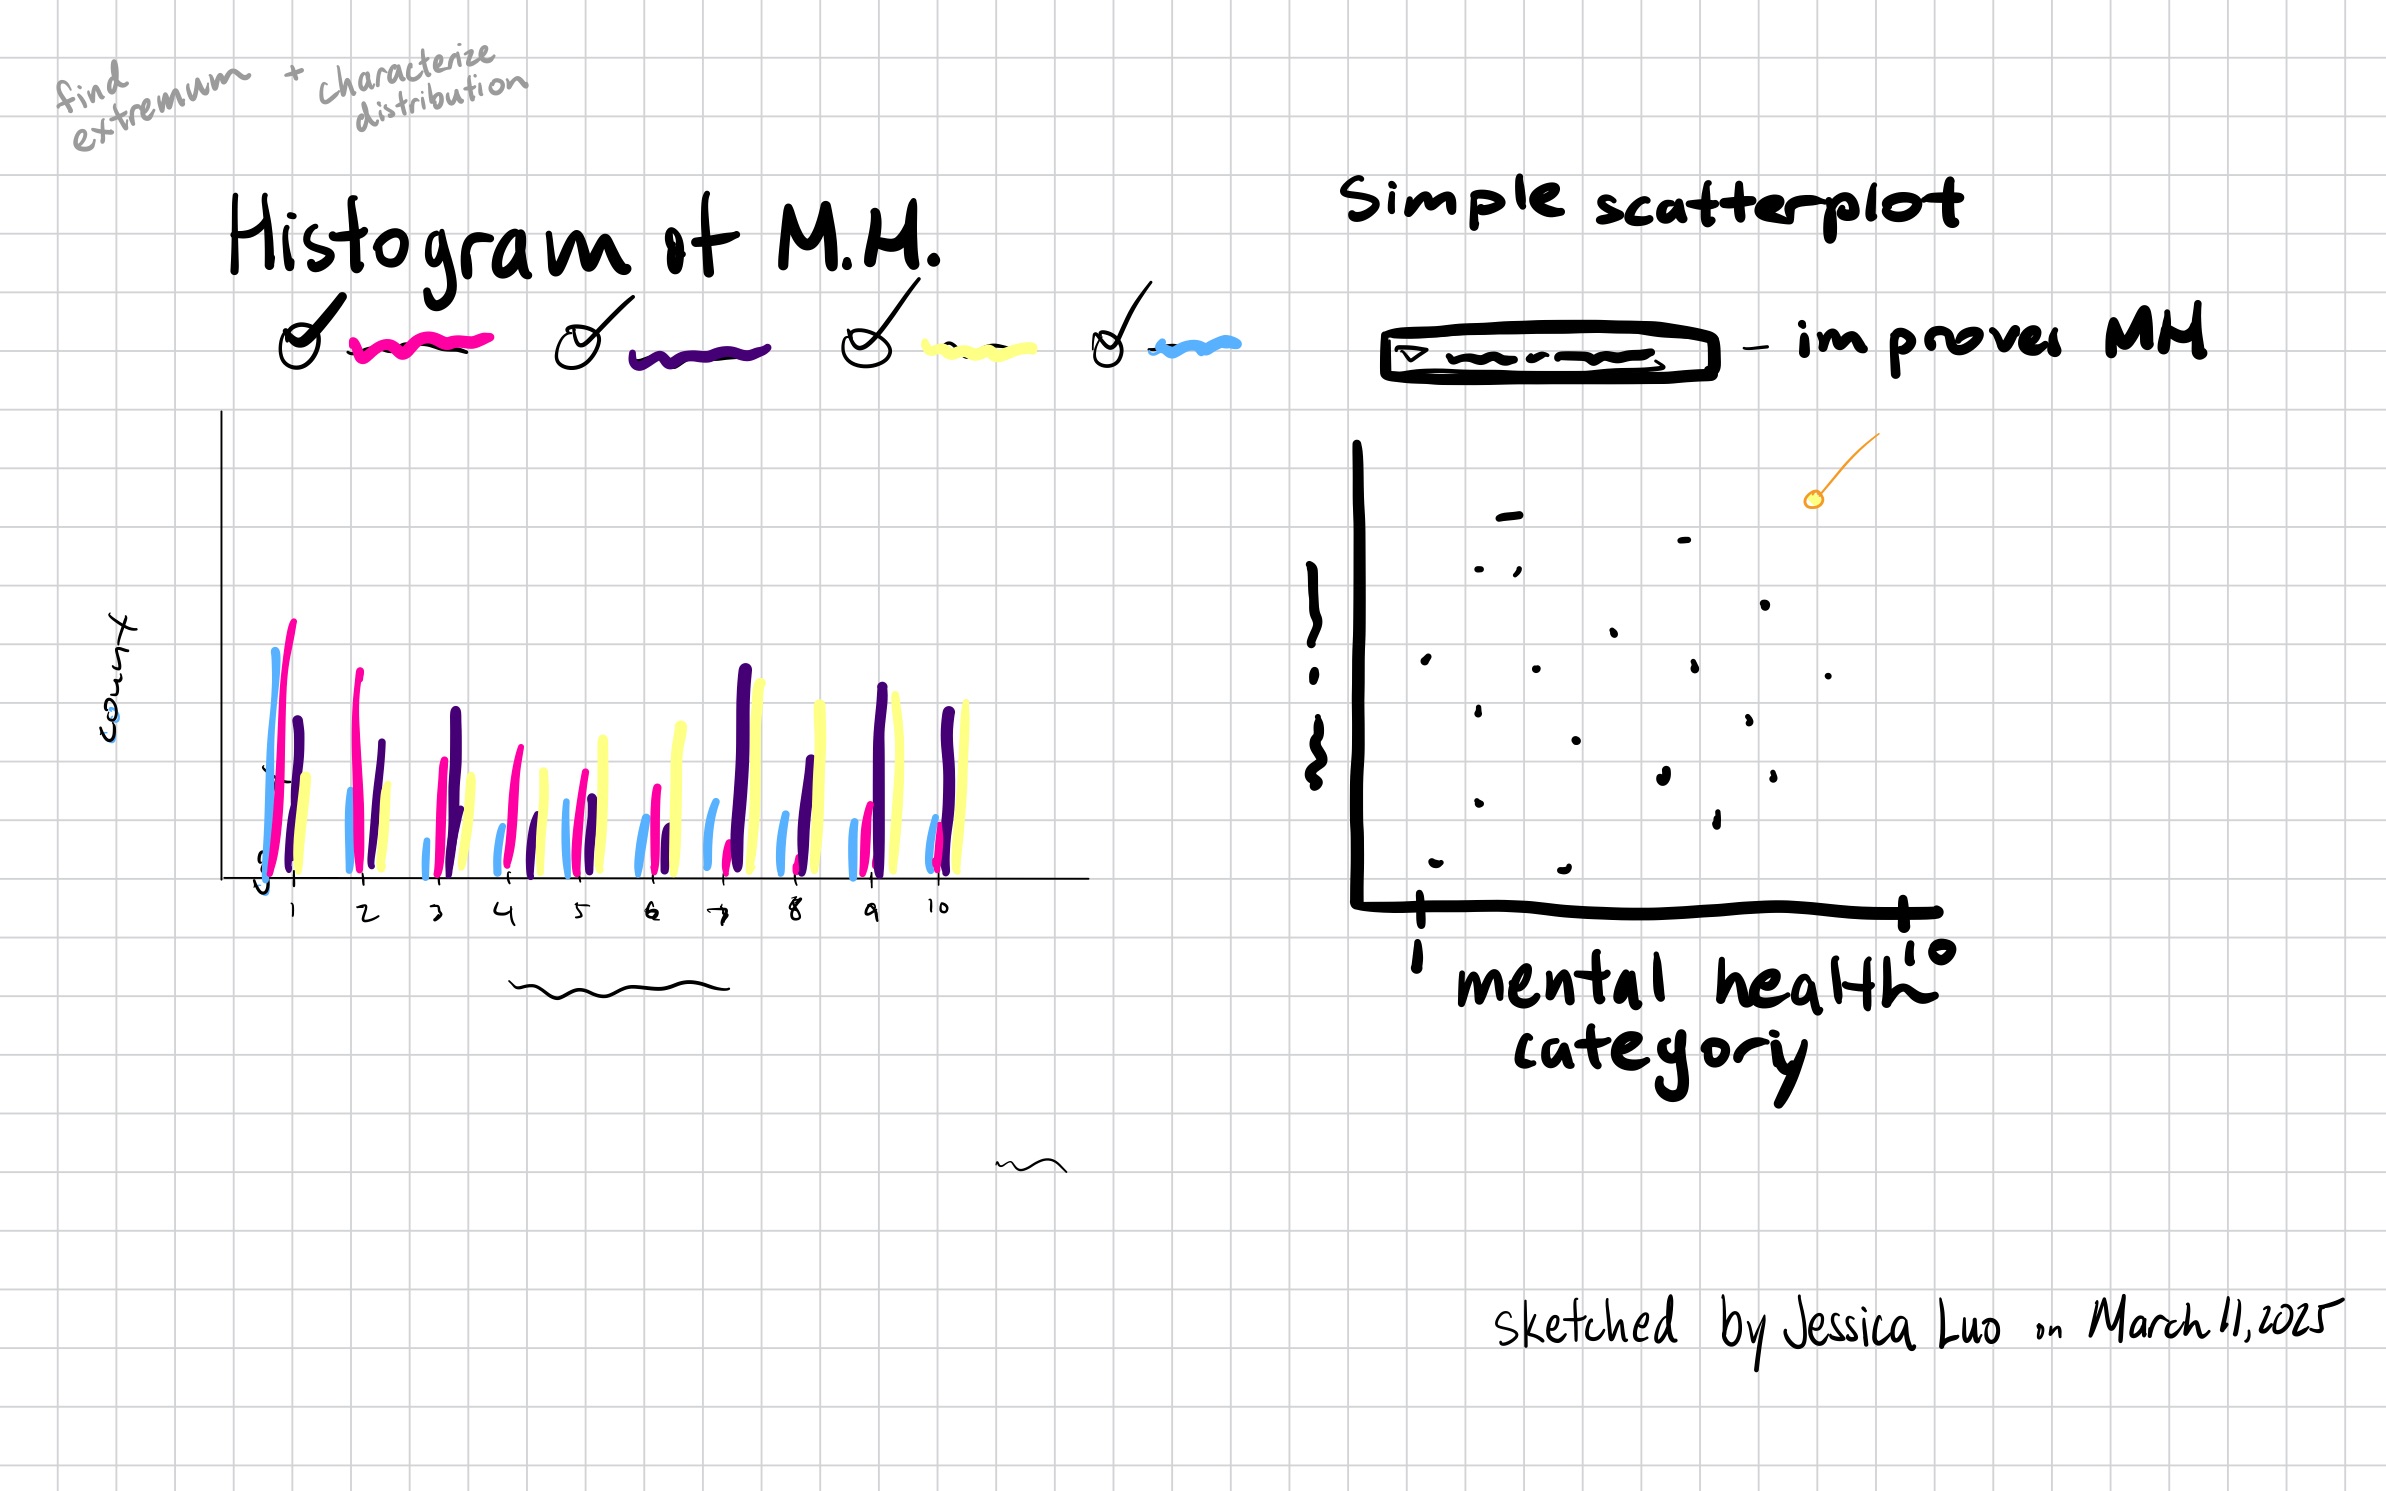 find
extremum + characterize
distribution
Histogram of M.H.
count
1 2 3 4 5 6 7 8 9 10
Simple scatterplot
- improves MH
1 10
mental health
category
sketched by Jessica Luo on March 11, 2025